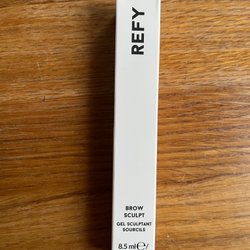 REFY
BROW
SCULPT
GEL SCULPTANT
SOURCILS
8.5 ml ℮/